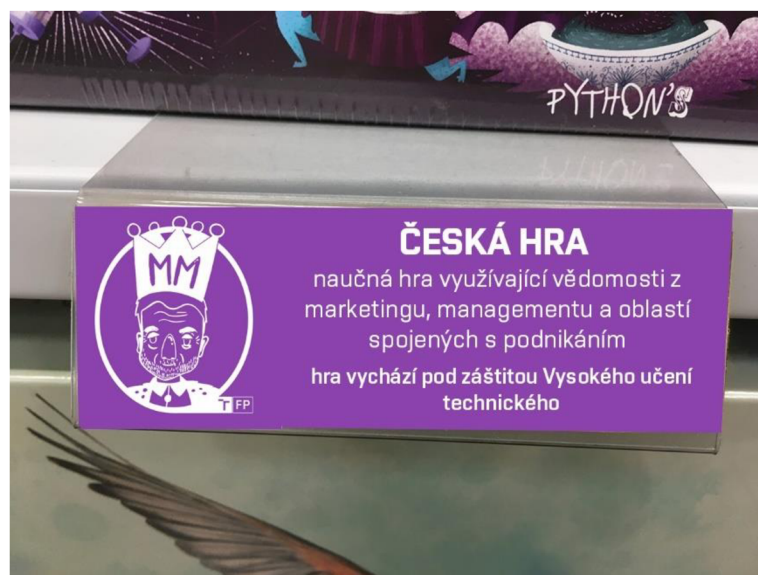 PYTHON'S
MM
ČESKÁ HRA
naučná hra využívající vědomosti z
marketingu, managementu a oblastí
spojených s podnikáním
hra vychází pod záštitou Vysokého učení
technického
T FP